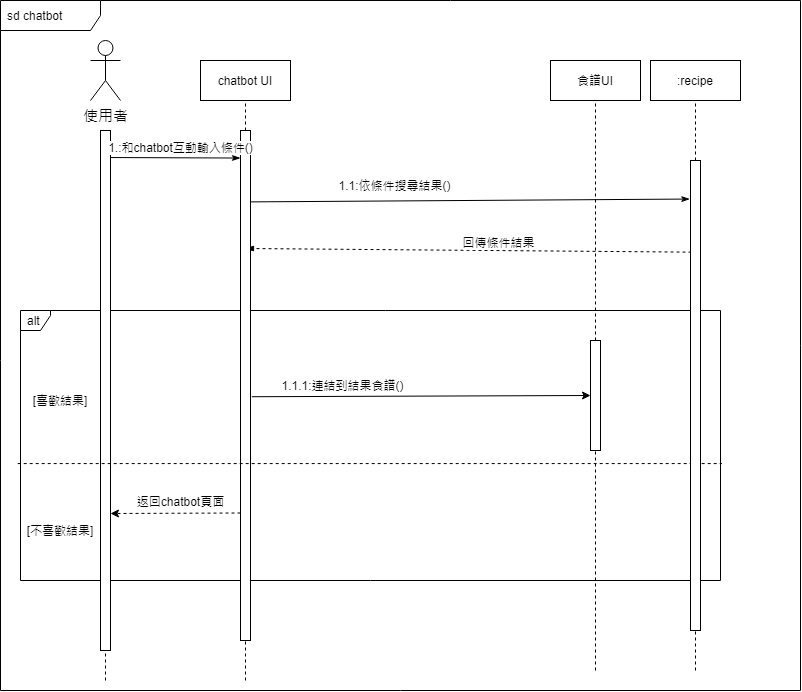 sd chatbot
使用者
chatbot UI
食譜UI
:recipe
1.:和chatbot互動輸入條件()
1.1:依條件搜尋結果()
回傳條件結果
alt
1.1.1:連結到結果食譜()
[喜歡結果]
返回chatbot頁面
[不喜歡結果]